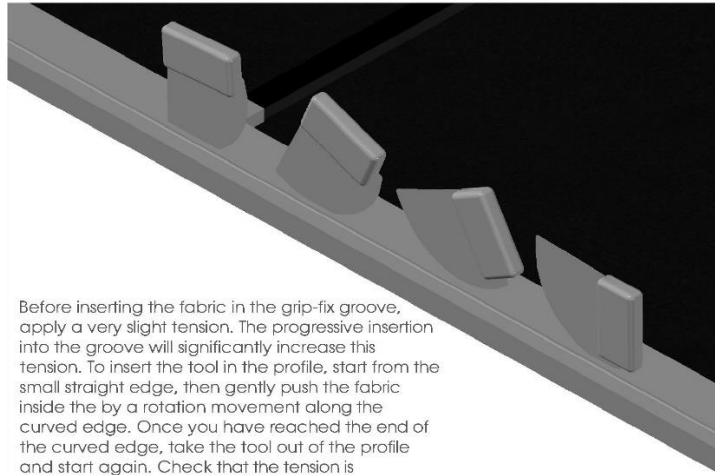 Before inserting the fabric in the grip-fix groove,
apply a very slight tension. The progressive insertion
into the groove will significantly increase this
tension. To insert the tool in the profile, start from the
small straight edge, then gently push the fabric
inside the by a rotation movement along the
curved edge. Once you have reached the end of
the curved edge, take the tool out of the profile
and start again. Check that the tension is